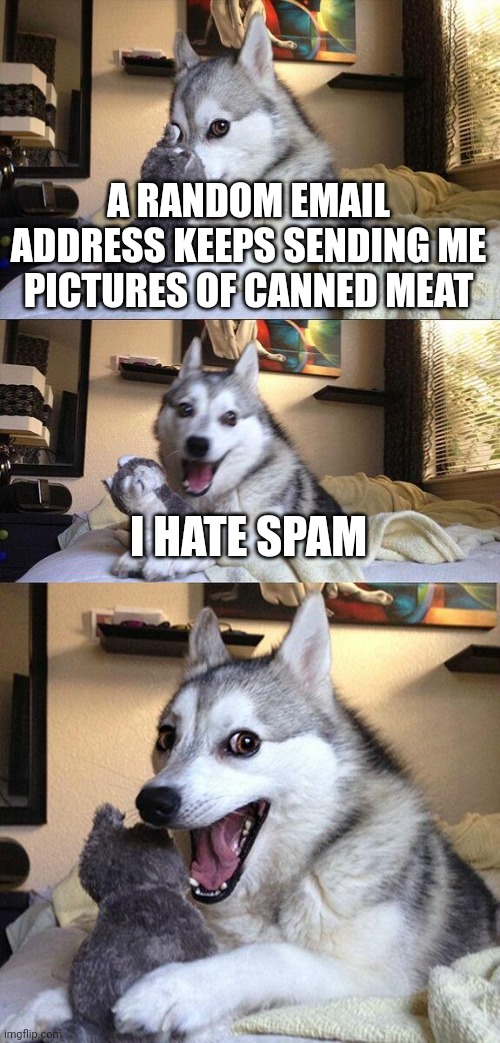 A RANDOM EMAIL
ADDRESS KEEPS SENDING ME
PICTURES OF CANNED MEAT
I HATE SPAM
imgflip.com